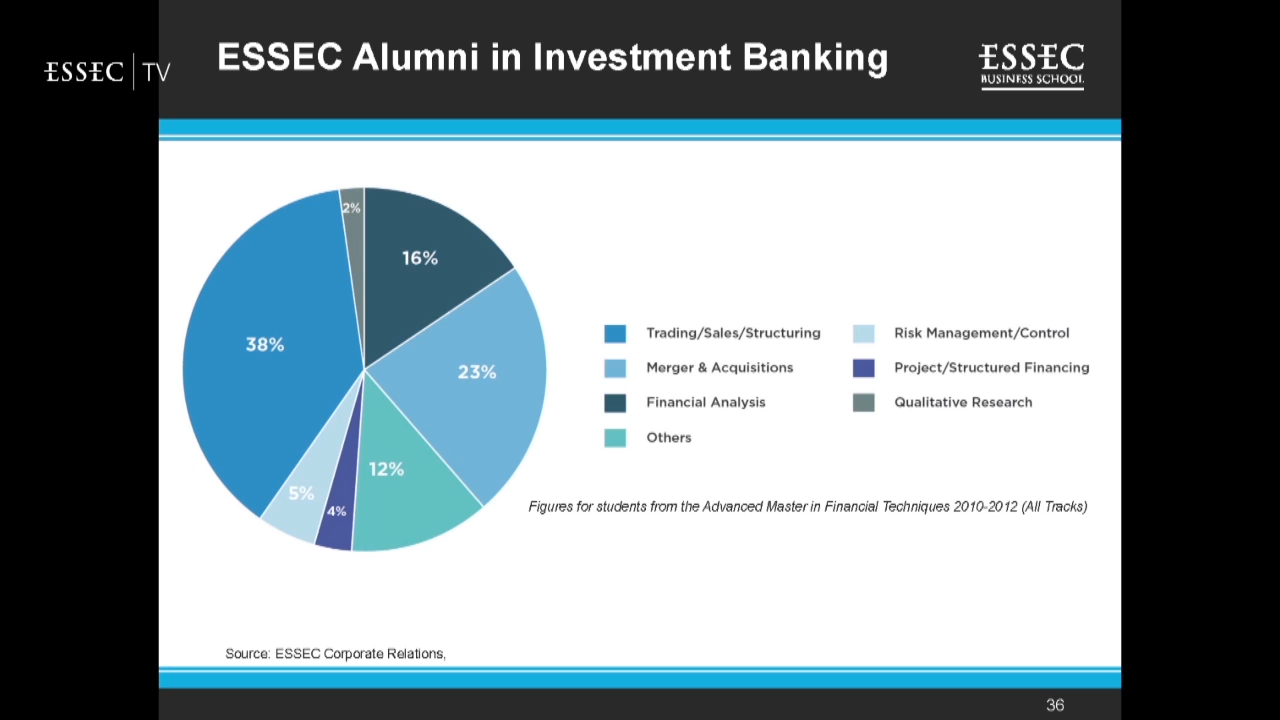 ESSEC | TV
ESSEC Alumni in Investment Banking
ESSEC
BUSINESS SCHOOL
2%
16%
38%
23%
12%
5%
4%
Trading/Sales/Structuring
Merger & Acquisitions
Financial Analysis
Others
Risk Management/Control
Project/Structured Financing
Qualitative Research
Figures for students from the Advanced Master in Financial Techniques 2010-2012 (All Tracks)
Source: ESSEC Corporate Relations,
36